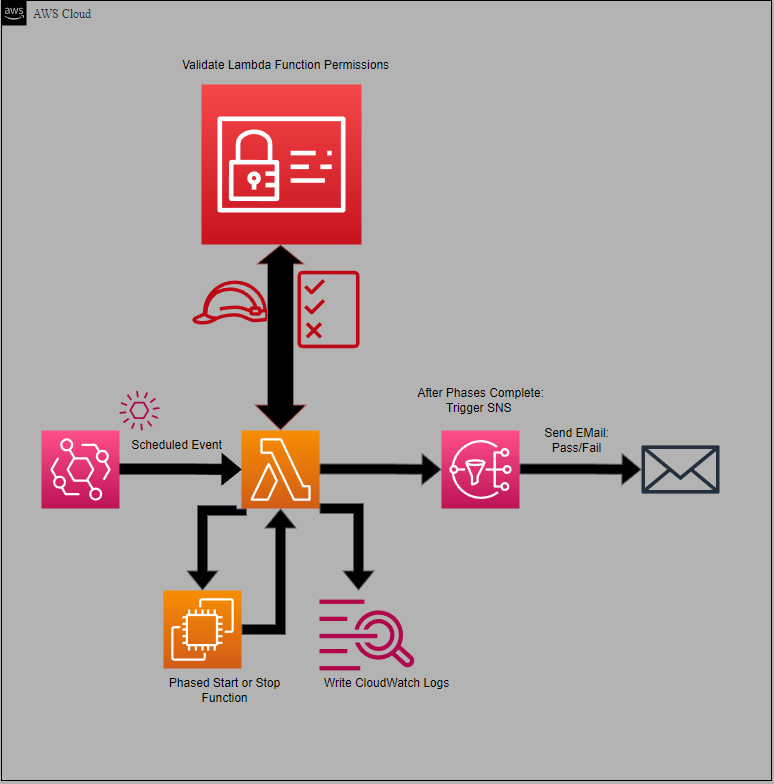 aws
AWS Cloud
Validate Lambda Function Permissions
After Phases Complete:
Trigger SNS
Scheduled Event
Send EMail:
Pass/Fail
Phased Start or Stop
Function
Write CloudWatch Logs